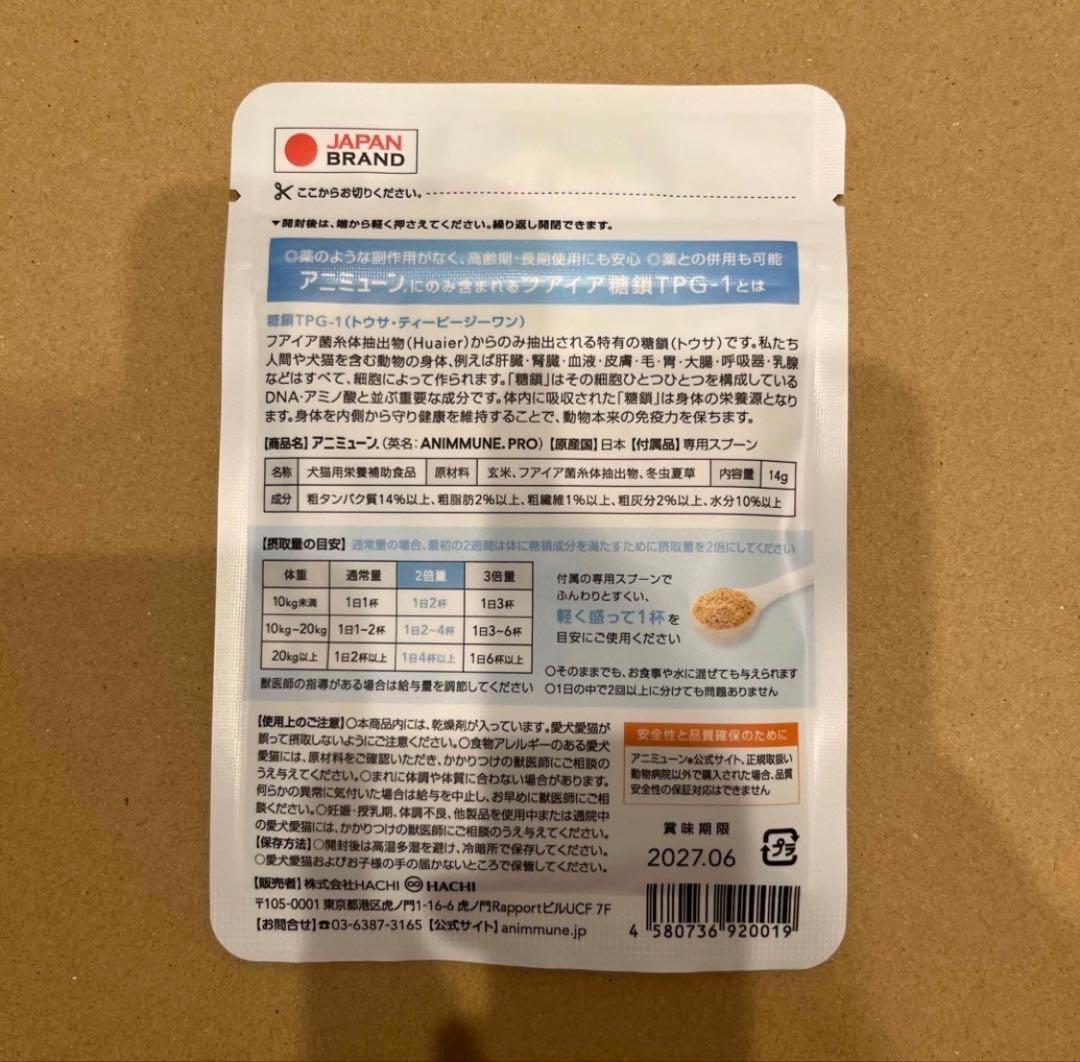 JAPAN
BRAND
ここからお切りください。
▼開封後は、端から軽く押さえてください。繰り返し開閉できます。
◎薬のような副作用がなく、高齢期・長期使用にも安心 ◎薬との併用も可能
アニミューン®にのみ含まれるフアイア糖鎖TPG-1とは
糖鎖TPG-1(トウサ・ティーピージーワン)
フアイア菌糸体抽出物(Huaier)からのみ抽出される特有の糖鎖(トウサ)です。私たち
人間や犬猫を含む動物の身体、例えば肝臓・腎臓・血液・皮膚・毛・胃・大腸・呼吸器・乳腺
などはすべて、細胞によって作られます。「糖鎖」はその細胞ひとつひとつを構成している
DNA・アミノ酸と並ぶ重要な成分です。体内に吸収された「糖鎖」は身体の栄養源となり
ます。身体を内側から守り健康を維持することで、動物本来の免疫力を保ちます。
【商品名】アニミューン®(英名:ANIMMUNE®PRO)【原産国】日本【付属品】専用スプーン
名称 犬猫用栄養補助食品 原材料 玄米、フアイア菌糸体抽出物、冬虫夏草 内容量 14g
成分 粗タンパク質14%以上、粗脂肪2%以上、粗繊維1%以上、粗灰分2%以上、水分10%以上
【摂取量の目安】通常量の場合、最初の2週間は体に糖鎖成分を満たすために摂取量を2倍にしてください
体重 通常量 2倍量 3倍量
10kg未満 1日1杯 1日2杯 1日3杯
10kg~20kg 1日1~2杯 1日2~4杯 1日3~6杯
20kg以上 1日2杯以上 1日4杯以上 1日6杯以上
獣医師の指導がある場合は給与量を調節してください
付属の専用スプーンで
ふんわりとすくい、
軽く盛って1杯を
目安にご使用ください
○そのままでも、お食事や水に混ぜても与えられます
○1日の中で2回以上に分けても問題ありません
【使用上のご注意】○本商品内には、乾燥剤が入っています。愛犬愛猫が
誤って摂取しないようにご注意ください。○食物アレルギーのある愛犬
愛猫には、原材料をご確認いただき、かかりつけの獣医師にご相談の
うえ与えてください。○まれに体調や体質に合わない場合があります。
何らかの異常に気付いた場合は給与を中止し、お早めに獣医師にご相
談ください。○妊娠・授乳期、体調不良、他製品を使用中または通院中
の愛犬愛猫には、かかりつけの獣医師にご相談のうえ与えてください。
【保存方法】○開封後は高温多湿を避け、冷暗所で保存してください。
○愛犬愛猫およびお子様の手の届かないところで保管してください。
安全性と品質確保のために
アニミューン®公式サイト、正規取扱い
動物病院以外で購入された場合、品質
安全性の保証対応はできません
賞味期限
2027.06
プラ
【販売者】株式会社HACHI HACHI
〒105-0001 東京都港区虎ノ門1-16-6 虎ノ門RapportビルUCF 7F
【お問合せ】☎03-6387-3165【公式サイト】animmune.jp
4 580736 920019